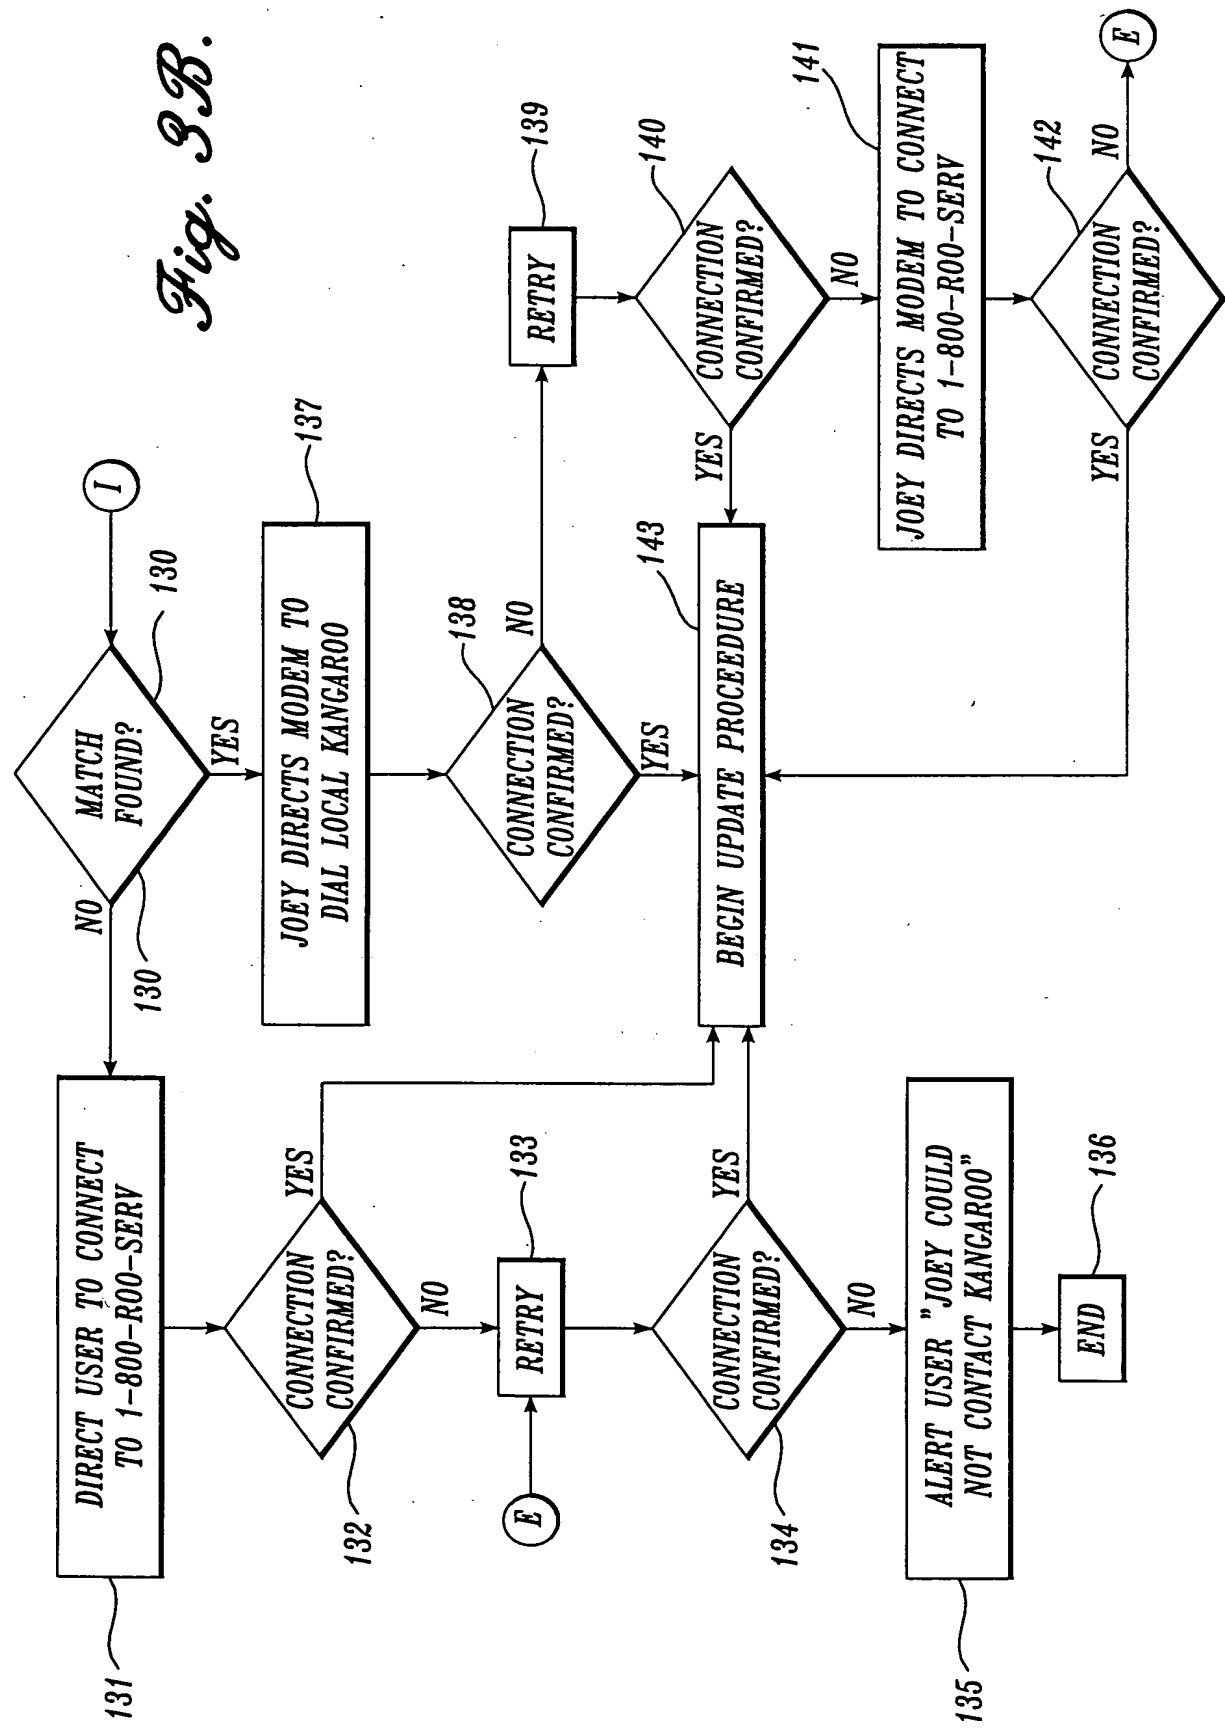 Fig. 3B.
I
MATCH
FOUND?
130
130
NO
YES
DIRECT USER TO CONNECT
TO 1-800-ROO-SERV
131
JOEY DIRECTS MODEM TO
DIAL LOCAL KANGAROO
137
CONNECTION
CONFIRMED?
132
YES
NO
CONNECTION
CONFIRMED?
138
NO
YES
RETRY
139
E
RETRY
133
CONNECTION
CONFIRMED?
140
YES
NO
BEGIN UPDATE PROCEDURE
143
CONNECTION
CONFIRMED?
134
YES
NO
JOEY DIRECTS MODEM TO CONNECT
TO 1-800-ROO-SERV
141
ALERT USER "JOEY COULD
NOT CONTACT KANGAROO"
135
CONNECTION
CONFIRMED?
142
YES
NO
E
END
136